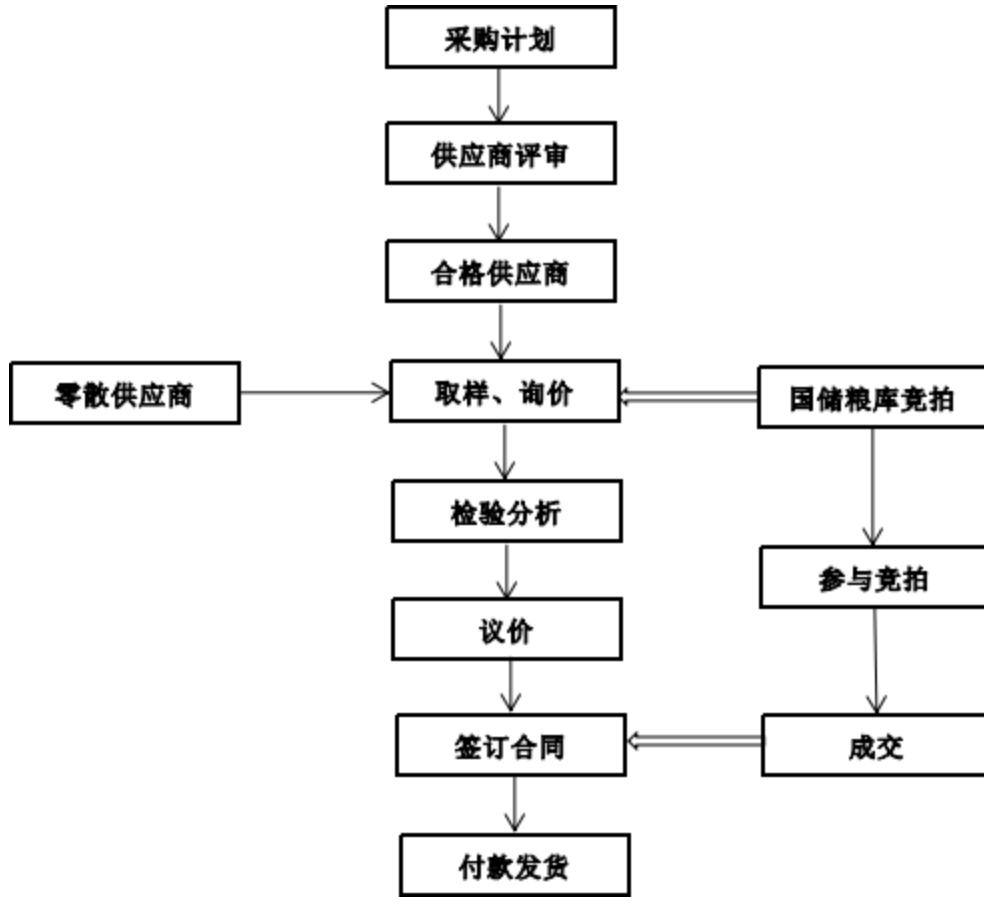 采购计划
供应商评审
合格供应商
零散供应商
取样、询价
国储粮库竞拍
检验分析
参与竞拍
议价
签订合同
成交
付款发货